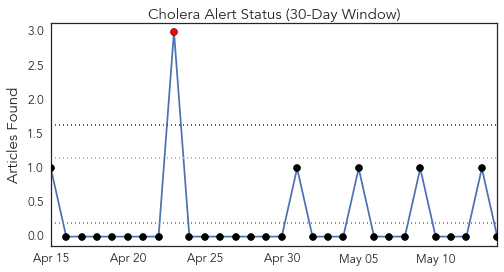 Cholera Alert Status (30-Day Window)
Articles Found
3.0
2.5
2.0
1.5
1.0
0.5
0.0
Apr 15 Apr 20 Apr 25 Apr 30 May 05 May 10